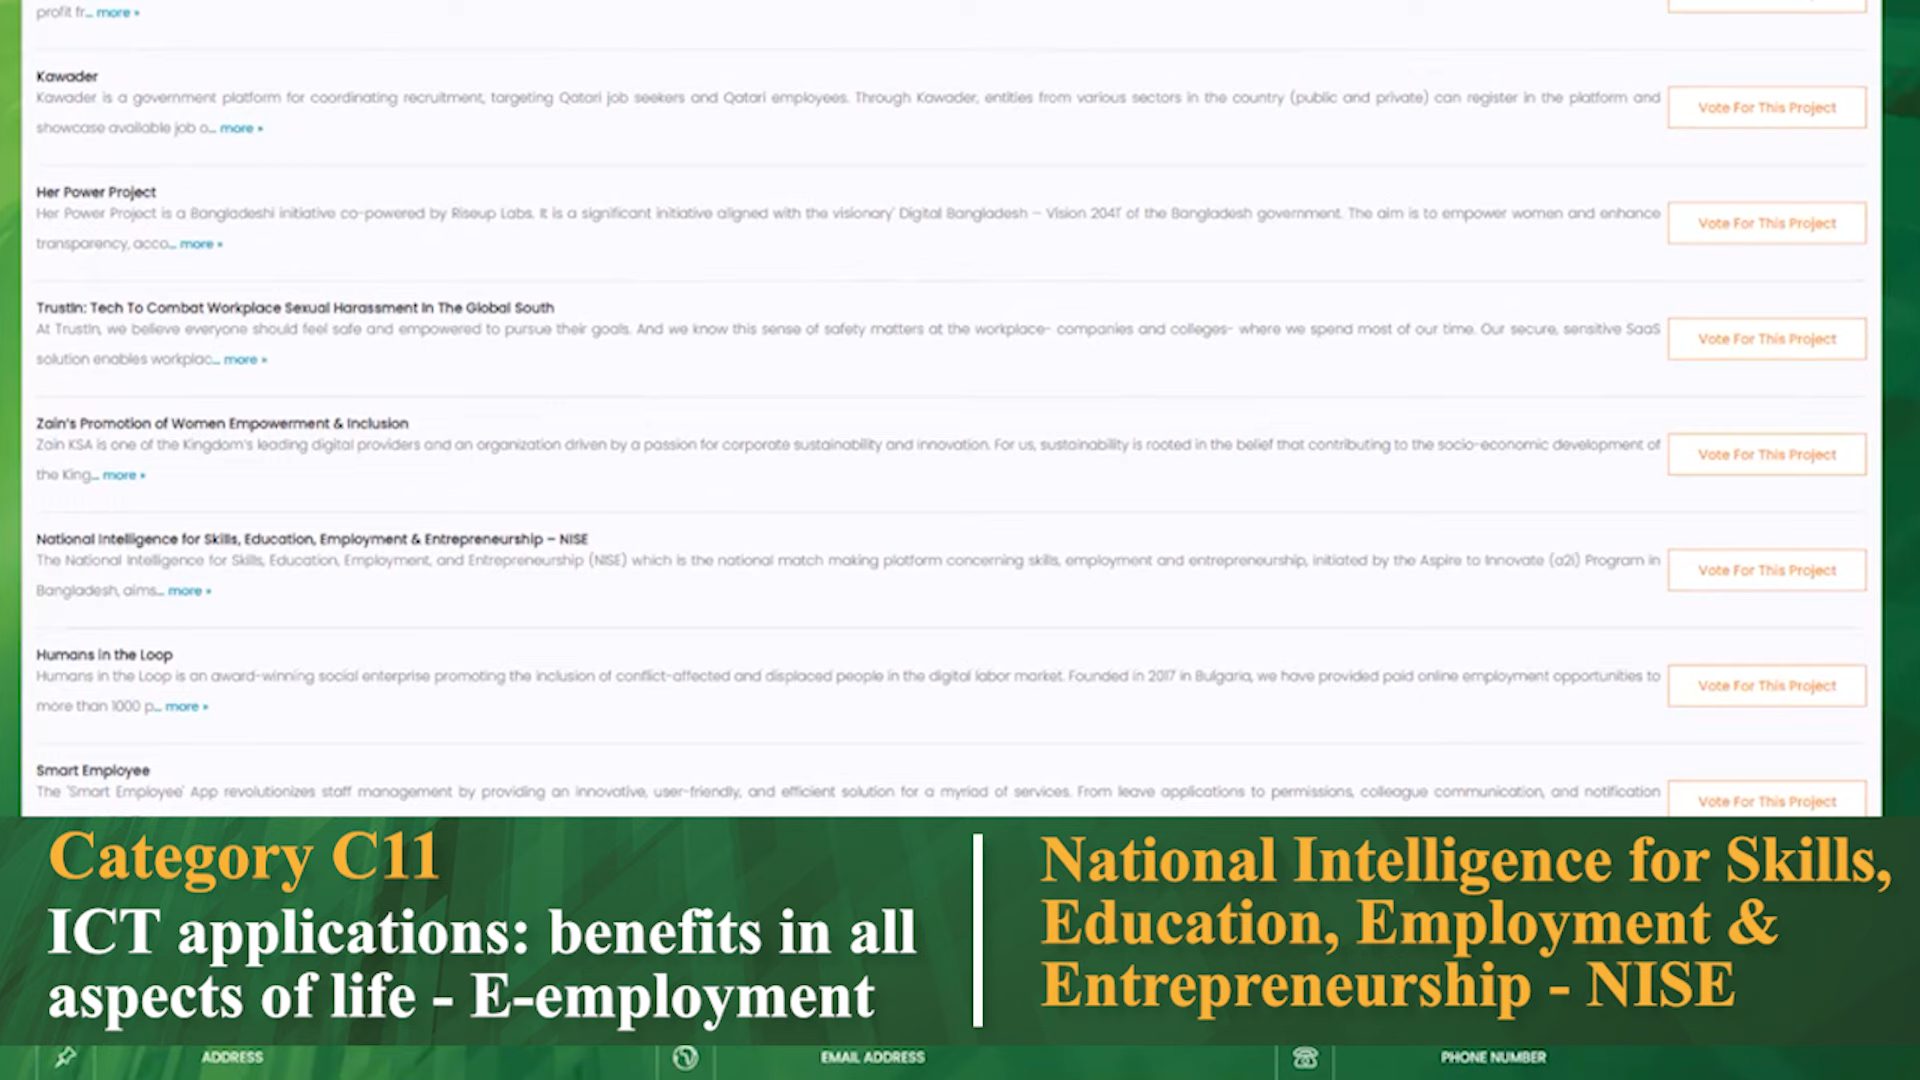 profit fr... more »
Kawader
Kawader is a government platform for coordinating recruitment, targeting Qatari job seekers and Qatari employees. Through Kawader, entities from various sectors in the country (public and private) can register in the platform and
showcase available job o... more »
Vote For This Project
Her Power Project
Her Power Project is a Bangladeshi initiative co-powered by Riseup Labs. It is a significant initiative aligned with the visionary' Digital Bangladesh – Vision 2041' of the Bangladesh government. The aim is to empower women and enhance
transparency, acco... more »
Vote For This Project
TrustIn: Tech To Combat Workplace Sexual Harassment In The Global South
At TrustIn, we believe everyone should feel safe and empowered to pursue their goals. And we know this sense of safety matters at the workplace- companies and colleges- where we spend most of our time. Our secure, sensitive SaaS
solution enables workplac... more »
Vote For This Project
Zain's Promotion of Women Empowerment & Inclusion
Zain KSA is one of the Kingdom's leading digital providers and an organization driven by a passion for corporate sustainability and innovation. For us, sustainability is rooted in the belief that contributing to the socio-economic development of
the King... more »
Vote For This Project
National Intelligence for Skills, Education, Employment & Entrepreneurship – NISE
The National Intelligence for Skills, Education, Employment, and Entrepreneurship (NISE) which is the national match making platform concerning skills, employment and entrepreneurship, initiated by the Aspire to Innovate (a2i) Program in
Bangladesh, aims... more »
Vote For This Project
Humans in the Loop
Humans in the Loop is an award-winning social enterprise promoting the inclusion of conflict-affected and displaced people in the digital labor market. Founded in 2017 in Bulgaria, we have provided paid online employment opportunities to
more than 1000 p... more »
Vote For This Project
Smart Employee
The 'Smart Employee' App revolutionizes staff management by providing an innovative, user-friendly, and efficient solution for a myriad of services. From leave applications to permissions, colleague communication, and notification
Vote For This Project
Category C11
ICT applications: benefits in all
aspects of life - E-employment
National Intelligence for Skills,
Education, Employment &
Entrepreneurship - NISE
ADDRESS
EMAIL ADDRESS
PHONE NUMBER